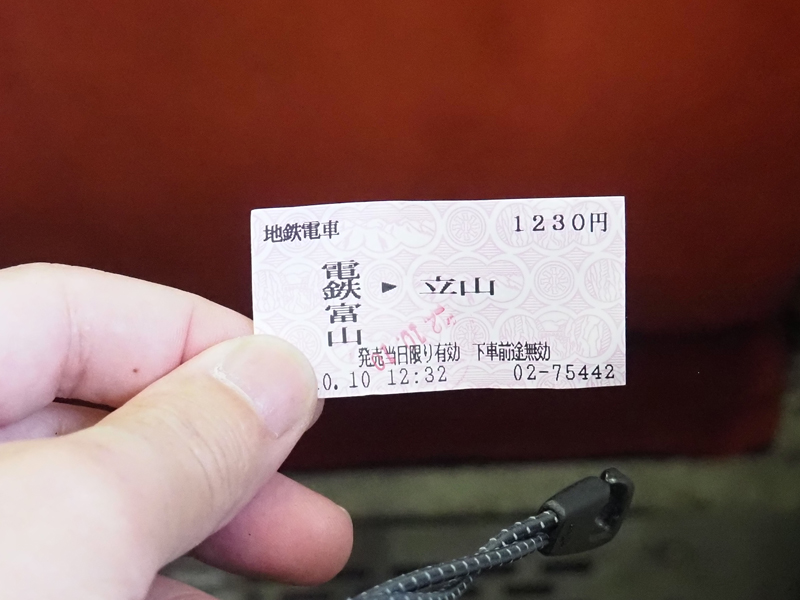 地鉄電車 1230円
電鉄富山 ▶ 立山
発売当日限り有効 下車前途無効
0.10 12:32 02-75442